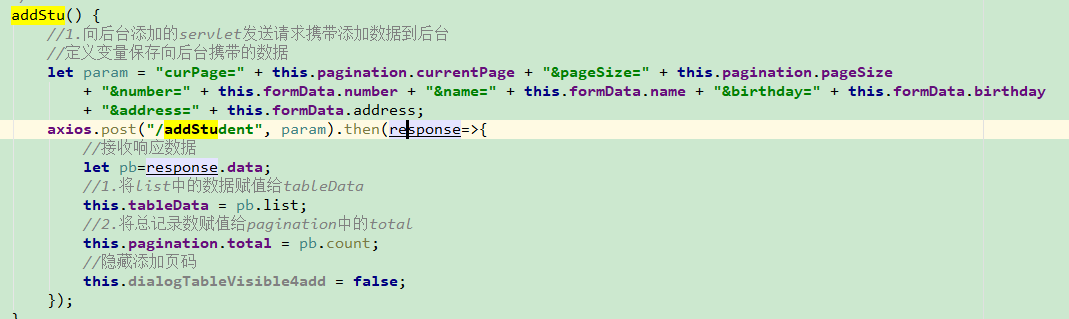 addStu() {
//1.向后台添加的servlet发送请求携带添加数据到后台
//定义变量保存向后台携带的数据
let param = "curPage=" + this.pagination.currentPage + "&pageSize=" + this.pagination.pageSize
+ "&number=" + this.formData.number + "&name=" + this.formData.name + "&birthday=" + this.formData.birthday
+ "&address=" + this.formData.address;
axios.post("/addStudent", param).then(response=>{
//接收响应数据
let pb=response.data;
//1.将list中的数据赋值给tableData
this.tableData = pb.list;
//2.将总记录数赋值给pagination中的total
this.pagination.total = pb.count;
//隐藏添加页码
this.dialogTableVisible4add = false;
});